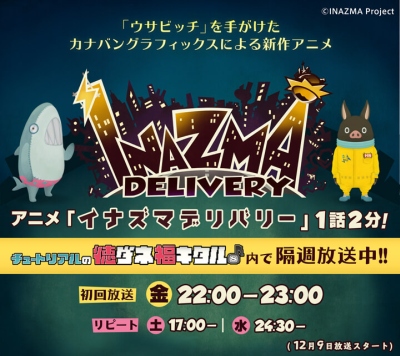 ©INAZMA Project
「ウサビッチ」を手がけた
カナバングラフィックスによる新作アニメ
INAZMA
DELIVERY
アニメ「イナズマデリバリー」1話2分!
チュートリアルの徳ダネ福キタル♪内で隔週放送中!!
初回放送 金 22:00-23:00
リピート 土 17:00- 水 24:30-
(12月9日放送スタート)